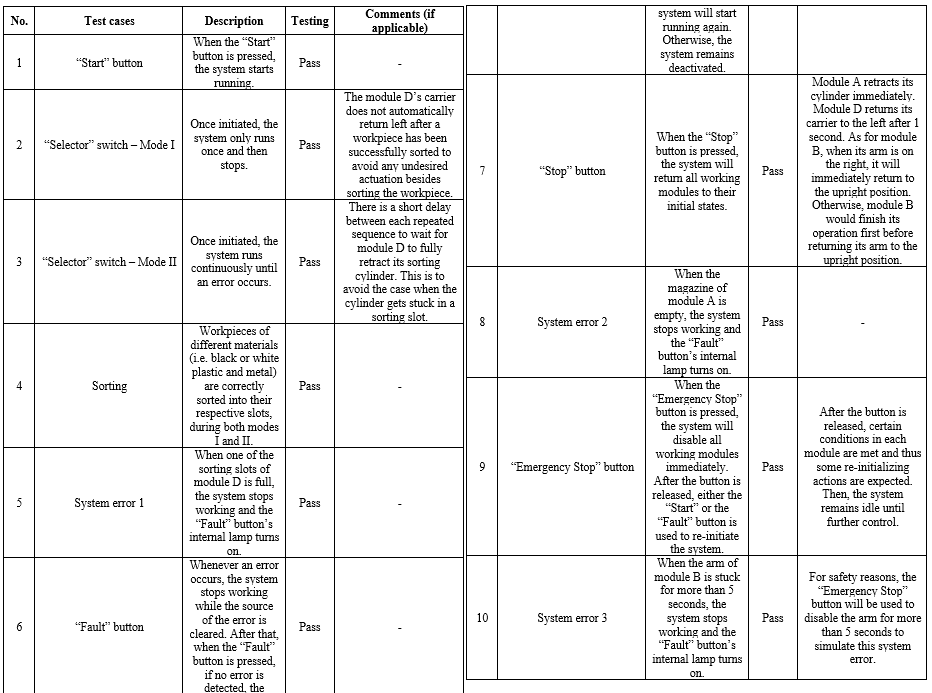 No.
Test cases
Description
Testing
Comments (if
applicable)
1
“Start” button
When the “Start”
button is pressed,
the system starts
running.
Pass
-
2
“Selector” switch – Mode I
Once initiated, the
system only runs
once and then
stops.
Pass
The module D’s carrier
does not automatically
return left after a
workpiece has been
successfully sorted to
avoid any undesired
actuation besides
sorting the workpiece.
3
“Selector” switch – Mode II
Once initiated, the
system runs
continuously until
an error occurs.
Pass
There is a short delay
between each repeated
sequence to wait for
module D to fully
retract its sorting
cylinder. This is to
avoid the case when the
cylinder gets stuck in a
sorting slot.
4
Sorting
Workpieces of
different materials
(i.e. black or white
plastic and metal)
are correctly
sorted into their
respective slots,
during both modes
I and II.
Pass
-
5
System error 1
When one of the
sorting slots of
module D is full,
the system stops
working and the
“Fault” button’s
internal lamp turns
on.
Pass
-
6
“Fault” button
Whenever an error
occurs, the system
stops working
while the source
of the error is
cleared. After that,
when the “Fault”
button is pressed,
if no error is
detected, the
Pass
-
system will start
running again.
Otherwise, the
system remains
deactivated.
7
“Stop” button
When the “Stop”
button is pressed,
the system will
return all working
modules to their
initial states.
Pass
Module A retracts its
cylinder immediately.
Module D returns its
carrier to the left after 1
second. As for module
B, when its arm is on
the right, it will
immediately return to
the upright position.
Otherwise, module B
would finish its
operation first before
returning its arm to the
upright position.
8
System error 2
When the
magazine of
module A is
empty, the system
stops working and
the “Fault”
button’s internal
lamp turns on.
Pass
-
9
“Emergency Stop” button
When the
“Emergency Stop”
button is pressed,
the system will
disable all
working modules
immediately.
After the button is
released, either the
“Start” or the
“Fault” button is
used to re-initiate
the system.
Pass
After the button is
released, certain
conditions in each
module are met and thus
some re-initializing
actions are expected.
Then, the system
remains idle until
further control.
10
System error 3
When the arm of
module B is stuck
for more than 5
seconds, the
system stops
working and the
“Fault” button’s
internal lamp turns
on.
Pass
For safety reasons, the
“Emergency Stop”
button will be used to
disable the arm for more
than 5 seconds to
simulate this system
error.